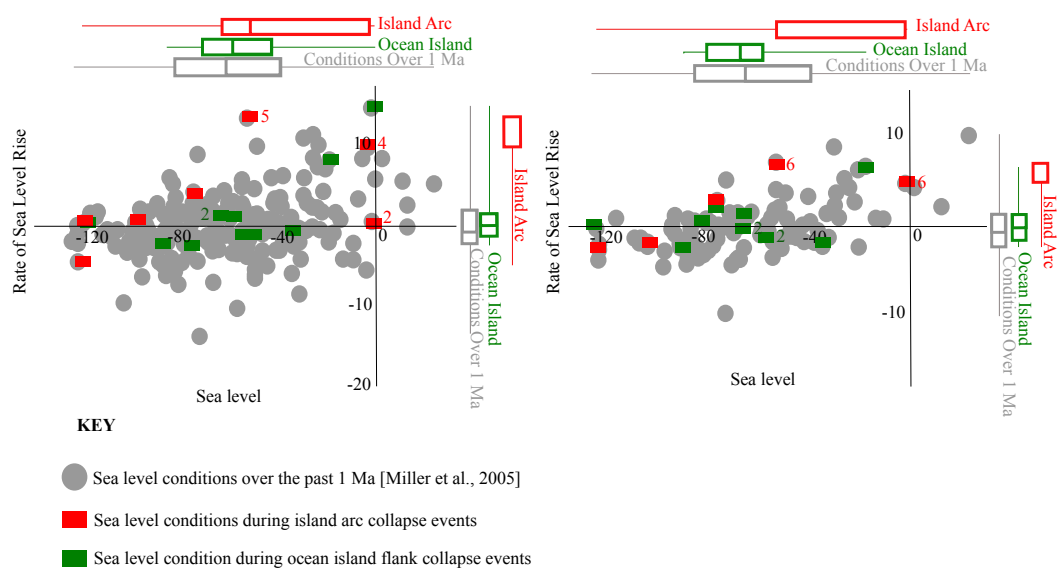 Island Arc
Ocean Island
Conditions Over 1 Ma
Rate of Sea Level Rise
5
10
4
2
2
-120
-80
-40
0
-10
-20
Sea level
Island Arc
Ocean Island
Conditions Over 1 Ma
Island Arc
Ocean Island
Conditions Over 1 Ma
Rate of Sea Level Rise
10
6
6
2
-120
-80
-40
0
-10
Sea level
Island Arc
Ocean Island
Conditions Over 1 Ma
KEY
Sea level conditions over the past 1 Ma [Miller et al., 2005]
Sea level conditions during island arc collapse events
Sea level condition during ocean island flank collapse events